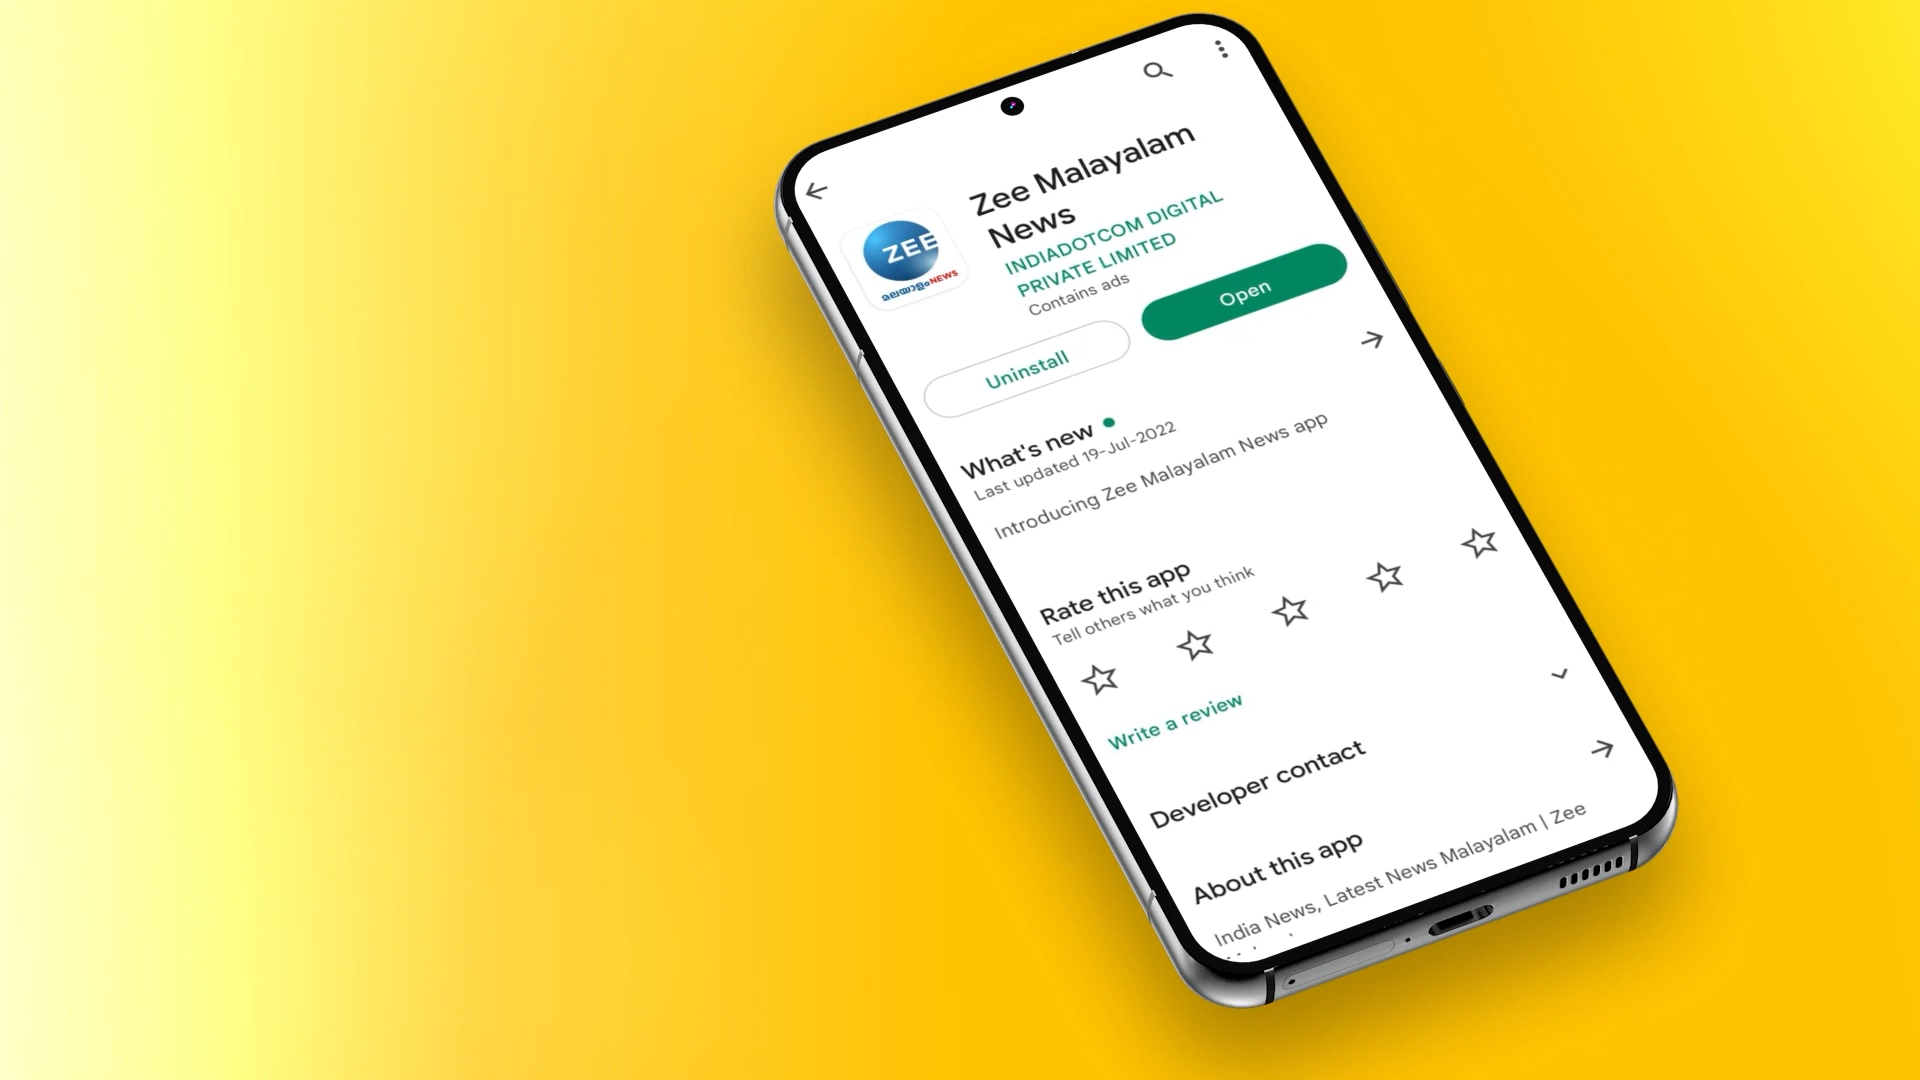 Zee Malayalam
News
INDIADOTCOM DIGITAL
PRIVATE LIMITED
Contains ads
ZEE
മലയാളംNEWS
Uninstall
Open
What's new
Last updated 19-Jul-2022
Introducing Zee Malayalam News app
Rate this app
Tell others what you think
Write a review
Developer contact
About this app
India News, Latest News Malayalam | Zee